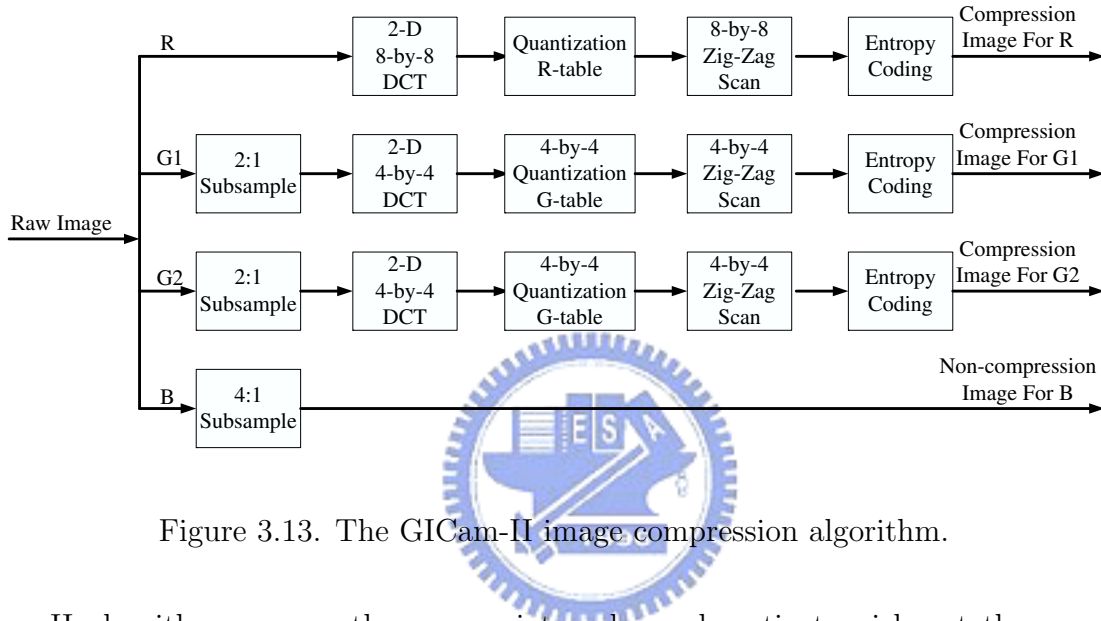 R
2-D
8-by-8
DCT
Quantization
R-table
8-by-8
Zig-Zag
Scan
Entropy
Coding
Compression
Image For R
G1
2:1
Subsample
2-D
4-by-4
DCT
4-by-4
Quantization
G-table
4-by-4
Zig-Zag
Scan
Entropy
Coding
Compression
Image For G1
Raw Image
G2
2:1
Subsample
2-D
4-by-4
DCT
4-by-4
Quantization
G-table
4-by-4
Zig-Zag
Scan
Entropy
Coding
Compression
Image For G2
B
4:1
Subsample
Non-compression
Image For B
ESA
Figure 3.13. The GICam-II image compression algorithm.